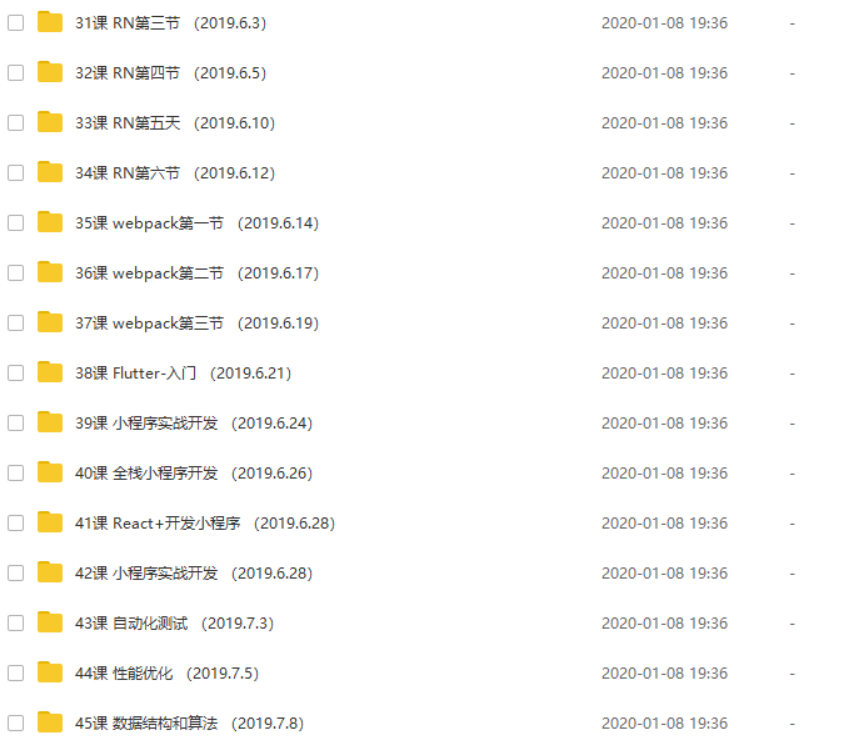 31课 RN第三节 (2019.6.3) 2020-01-08 19:36 -
32课 RN第四节 (2019.6.5) 2020-01-08 19:36 -
33课 RN第五天 (2019.6.10) 2020-01-08 19:36 -
34课 RN第六节 (2019.6.12) 2020-01-08 19:36 -
35课 webpack第一节 (2019.6.14) 2020-01-08 19:36 -
36课 webpack第二节 (2019.6.17) 2020-01-08 19:36 -
37课 webpack第三节 (2019.6.19) 2020-01-08 19:36 -
38课 Flutter-入门 (2019.6.21) 2020-01-08 19:36 -
39课 小程序实战开发 (2019.6.24) 2020-01-08 19:36 -
40课 全栈小程序开发 (2019.6.26) 2020-01-08 19:36 -
41课 React+开发小程序 (2019.6.28) 2020-01-08 19:36 -
42课 小程序实战开发 (2019.6.28) 2020-01-08 19:36 -
43课 自动化测试 (2019.7.3) 2020-01-08 19:36 -
44课 性能优化 (2019.7.5) 2020-01-08 19:36 -
45课 数据结构和算法 (2019.7.8) 2020-01-08 19:36 -